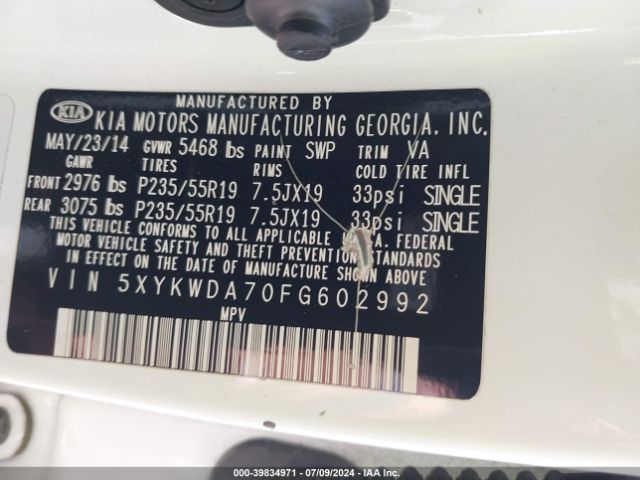 MANUFACTURED BY
KIA KIA MOTORS MANUFACTURING GEORGIA, INC.
MAY/23/14 GVWR 5468 lbs PAINT SWP TRIM VA
GAWR TIRES RIMS COLD TIRE INFL
FRONT 2976 lbs P235/55R19 7.5JX19 33psi SINGLE
REAR 3075 lbs P235/55R19 7.5JX19 33psi SINGLE
THIS VEHICLE CONFORMS TO ALL APPLICABLE U.S.A. FEDERAL
MOTOR VEHICLE SAFETY AND THEFT PREVENTION STANDARDS
IN EFFECT ON THE DATE OF MANUFACTURE SHOWN ABOVE
VIN 5XYKWDA70FG602992
MPV
000-39834971 - 07/09/2024 - IAA Inc.